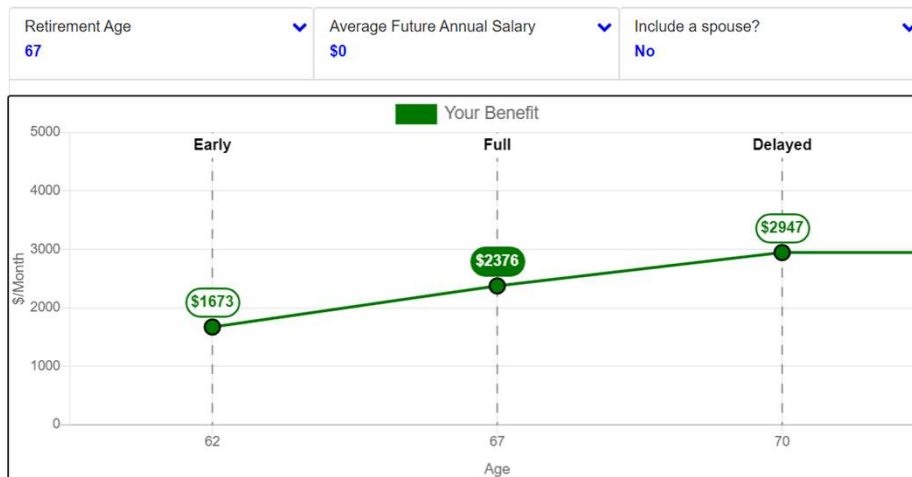 Retirement Age
67
Average Future Annual Salary
$0
Include a spouse?
No
Your Benefit
5000
4000
3000
2000
1000
0
$/Month
Early
Full
Delayed
$1673
$2376
$2947
62
67
70
Age